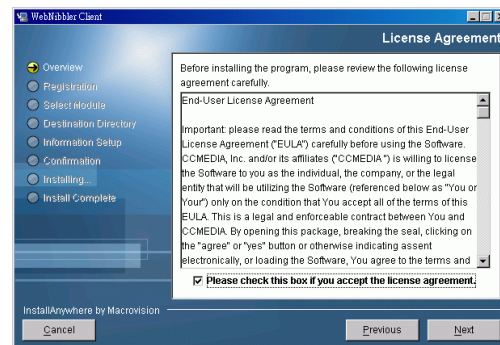 WebNibbler Client
License Agreement
Overview
Registration
Select Module
Destination Directory
Information Setup
Confirmation
Installing...
Install Complete
Before installing the program, please review the following license
agreement carefully.
End-User License Agreement
Important: please read the terms and conditions of this End-User
License Agreement ("EULA") carefully before using the Software.
CCMEDIA, Inc. and/or its affiliates ("CCMEDIA") is willing to license
the Software to you as the individual, the company, or the legal
entity that will be utilizing the Software (referenced below as "You or
Your") only on the condition that You accept all of the terms of this
EULA. This is a legal and enforceable contract between You and
CCMEDIA. By opening this package, breaking the seal, clicking on
the "agree" or "yes" button or otherwise indicating assent
electronically, or loading the Software, You agree to the terms and
Please check this box if you accept the license agreement.
InstallAnywhere by Macrovision
Cancel
Previous
Next